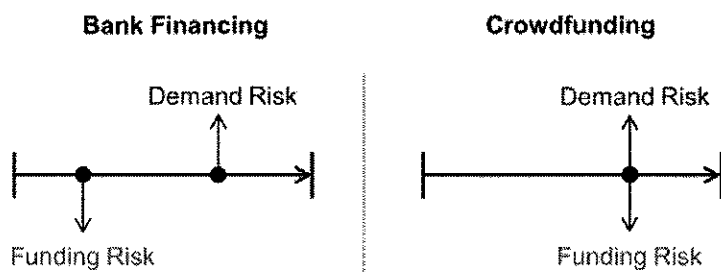 Bank Financing
Demand Risk
Funding Risk
Crowdfunding
Demand Risk
Funding Risk